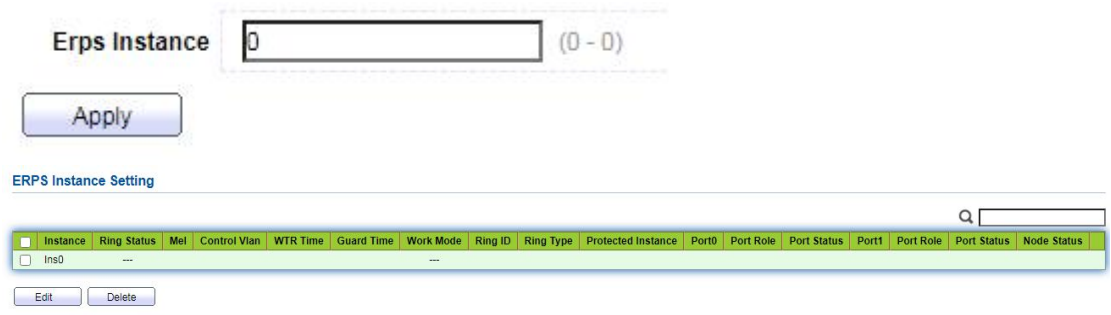 Erps Instance 0 (0 - 0)
Apply
ERPS Instance Setting
Instance Ring Status Mel Control Vlan WTR Time Guard Time Work Mode Ring ID Ring Type Protected Instance Port0 Port Role Port Status Port1 Port Role Port Status Node Status
Ins0 --- ---
Edit Delete